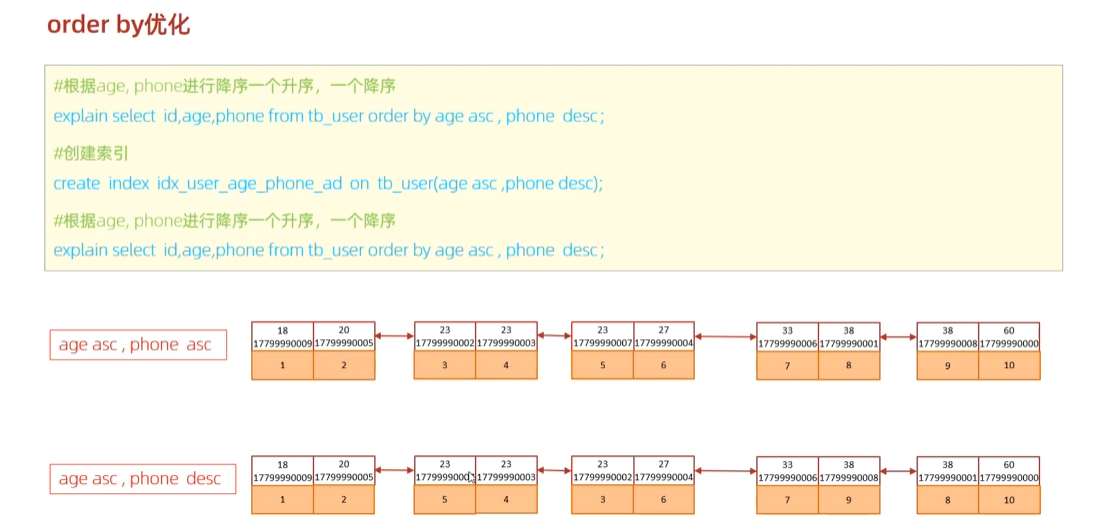 order by优化
#根据age, phone进行降序一个升序，一个降序
explain select id,age,phone from tb_user order by age asc , phone desc ;
#创建索引
create index idx_user_age_phone_ad on tb_user(age asc ,phone desc);
#根据age, phone进行降序一个升序，一个降序
explain select id,age,phone from tb_user order by age asc , phone desc ;
age asc , phone asc
18 20 23 23 23 27 33 38 38 60
17799990009 17799990005 17799990002 17799990003 17799990007 17799990004 17799990006 17799990001 17799990008 17799990000
1 2 3 4 5 6 7 8 9 10
age asc , phone desc
18 20 23 23 23 27 33 38 38 60
17799990009 17799990005 17799990003 17799990002 17799990004 17799990006 17799990008 17799990001 17799990000
1 2 5 4 3 6 7 9 8 10